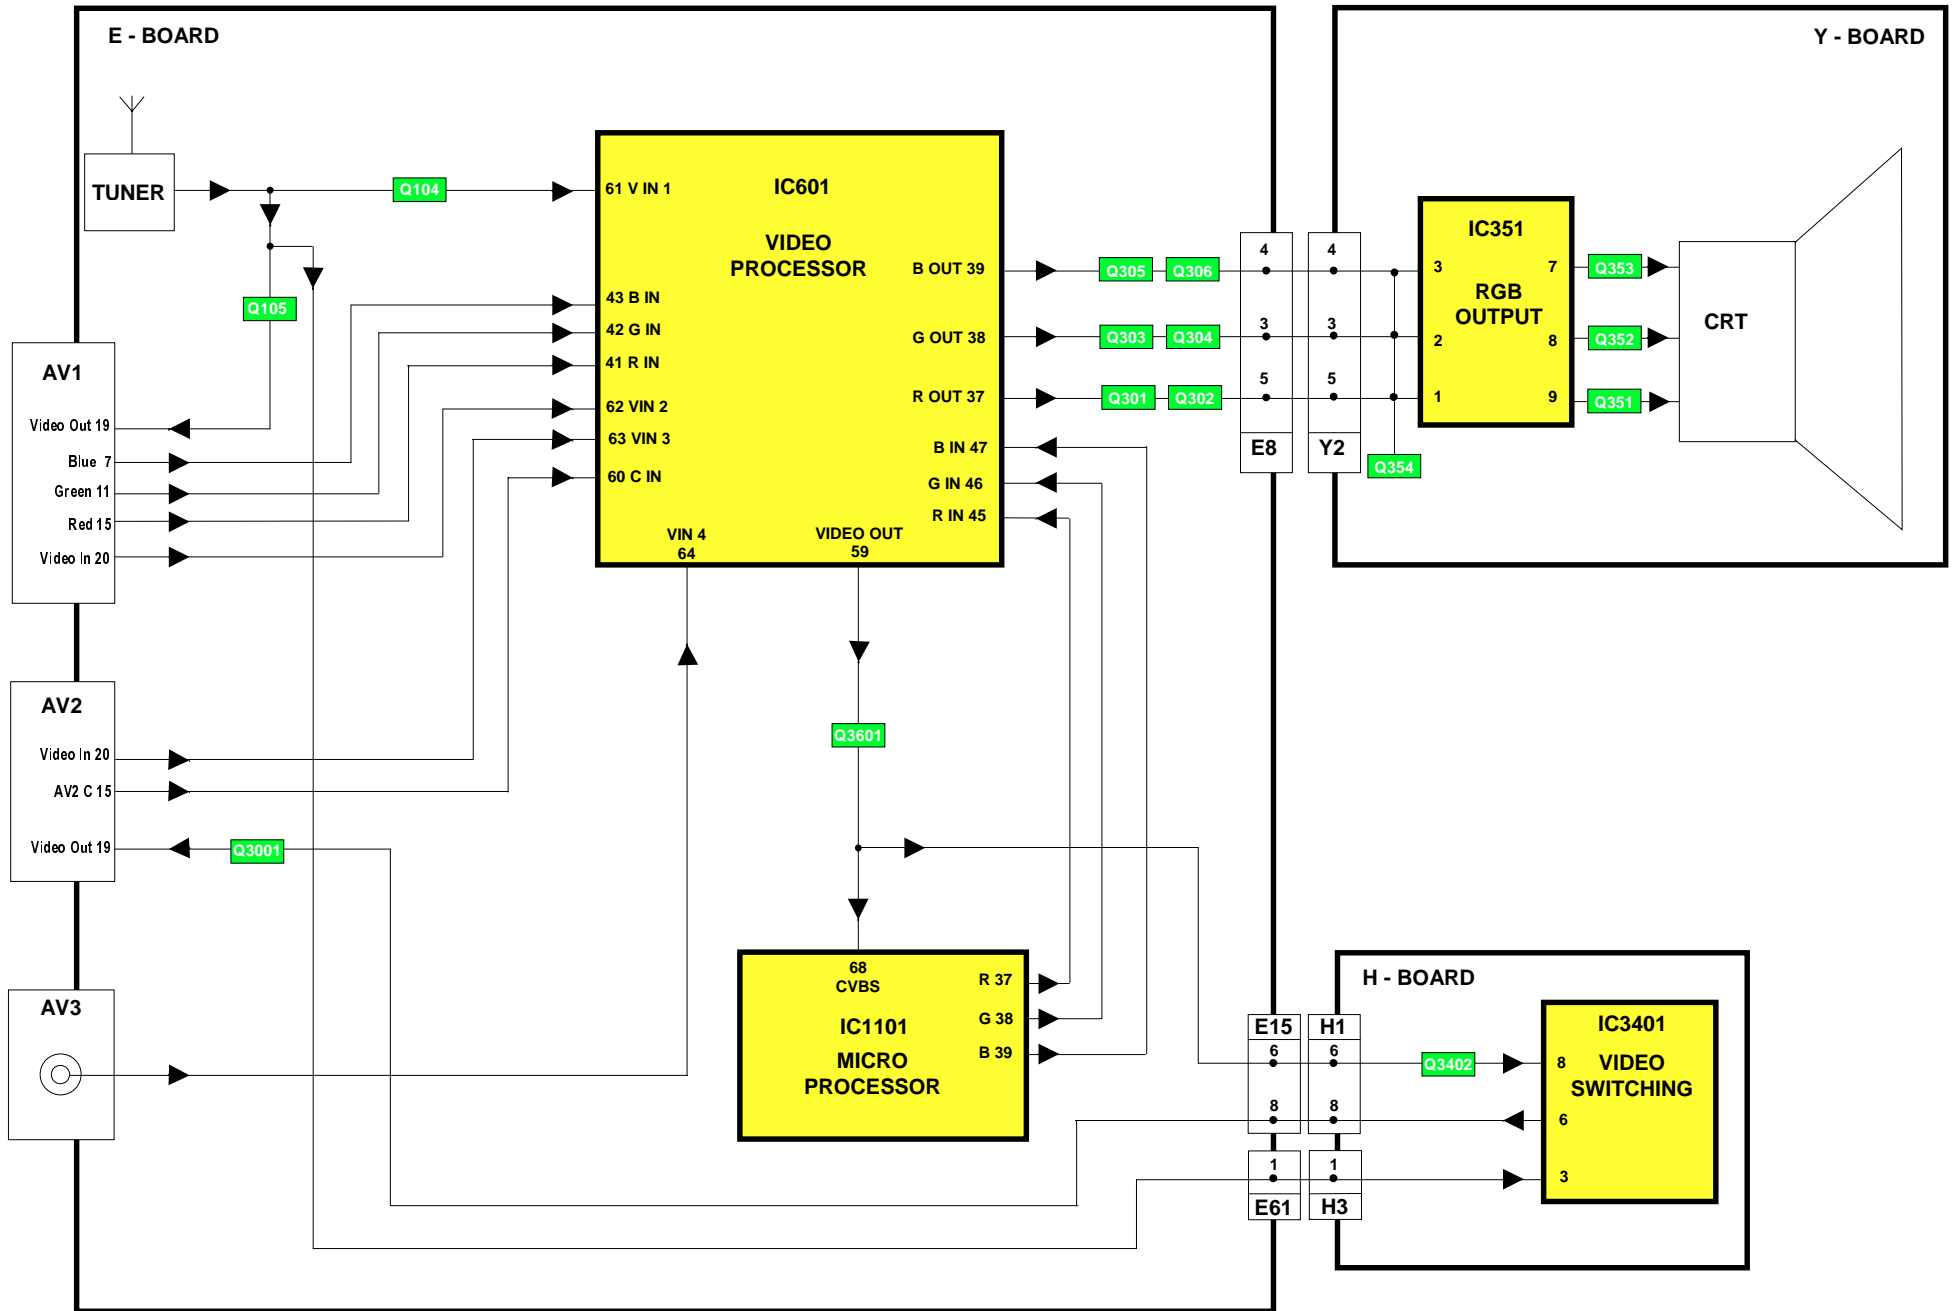 E - BOARD
Y - BOARD
TUNER
Q104
Q105
61 V IN 1
IC601
VIDEO
PROCESSOR
43 B IN
42 G IN
41 R IN
62 VIN 2
63 VIN 3
60 C IN
VIN 4
64
VIDEO OUT
59
B OUT 39
G OUT 38
R OUT 37
B IN 47
G IN 46
R IN 45
Q305
Q306
Q303
Q304
Q301
Q302
4
3
5
E8
4
3
5
Y2
Q354
IC351
RGB
OUTPUT
3
2
1
7
8
9
Q353
Q352
Q351
CRT
AV1
Video Out 19
Blue 7
Green 11
Red 15
Video In 20
AV2
Video In 20
AV2 C 15
Video Out 19
Q3001
Q3601
AV3
68
CVBS
IC1101
MICRO
PROCESSOR
R 37
G 38
B 39
E15
6
8
1
E61
H1
6
8
1
H3
H - BOARD
Q3402
IC3401
VIDEO
SWITCHING
8
6
3